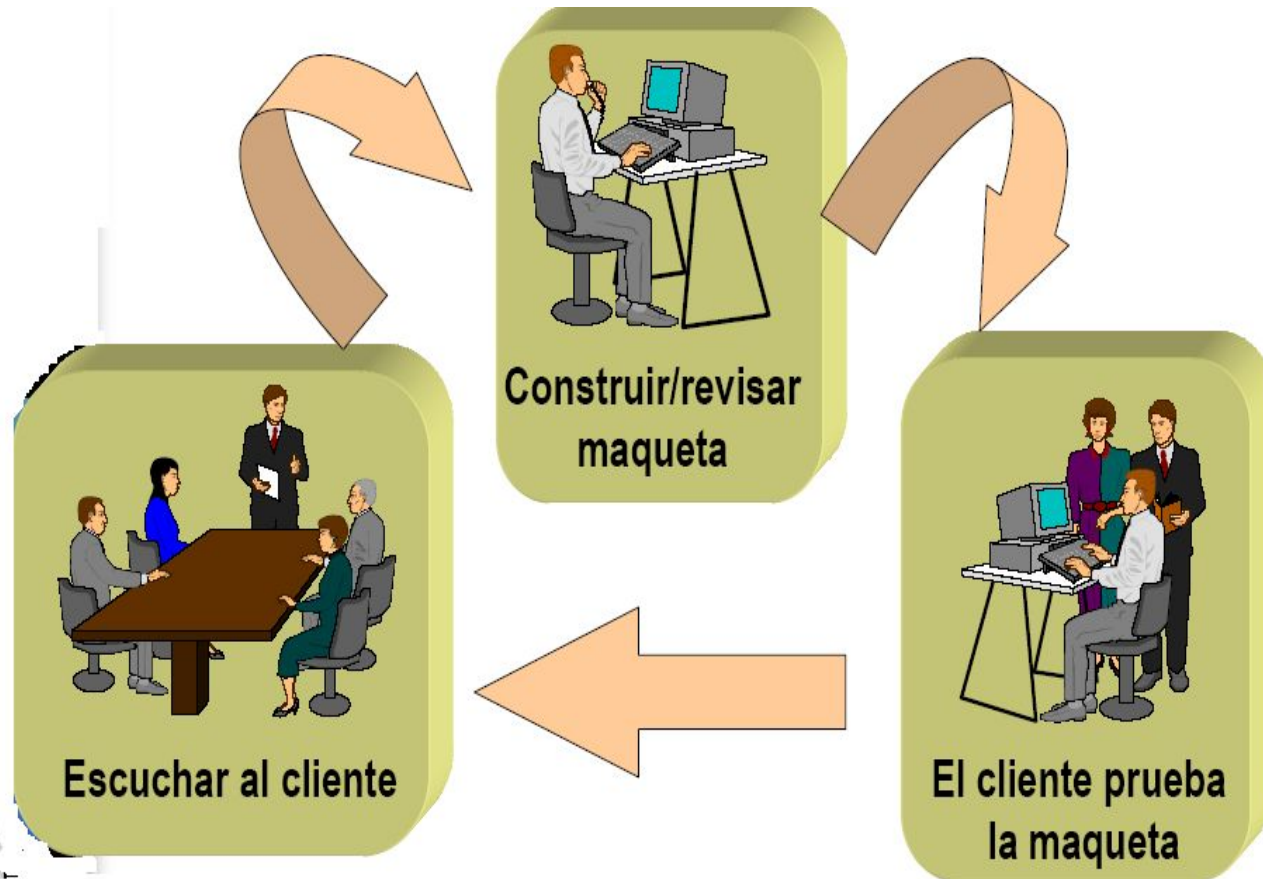 Construir/revisar
maqueta
Escuchar al cliente
El cliente prueba
la maqueta